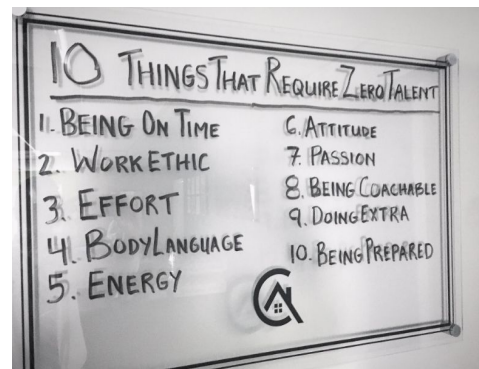 10 THINGS THAT REQUIRE ZERO TALENT
1. BEING ON TIME
2. WORK ETHIC
3. EFFORT
4. BODY LANGUAGE
5. ENERGY
6. ATTITUDE
7. PASSION
8. BEING COACHABLE
9. DOING EXTRA
10. BEING PREPARED